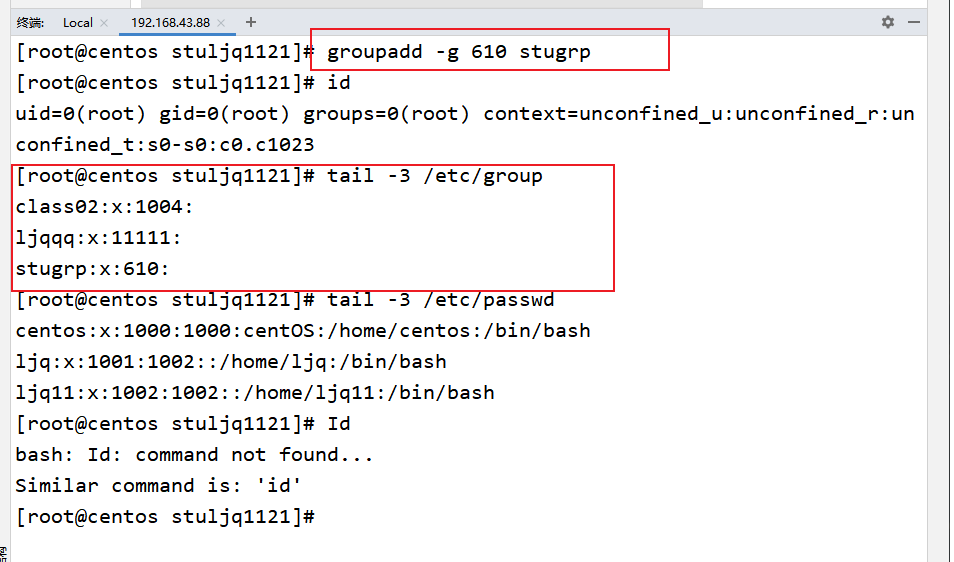 终端: Local × 192.168.43.88 × +
[root@centos stuljq1121]# groupadd -g 610 stugrp
[root@centos stuljq1121]# id
uid=0(root) gid=0(root) groups=0(root) context=unconfined_u:unconfined_r:un
confined_t:s0-s0:c0.c1023
[root@centos stuljq1121]# tail -3 /etc/group
class02:x:1004:
ljqqq:x:11111:
stugrp:x:610:
[root@centos stuljq1121]# tail -3 /etc/passwd
centos:x:1000:1000:centOS:/home/centos:/bin/bash
ljq:x:1001:1002::/home/ljq:/bin/bash
ljq11:x:1002:1002::/home/ljq11:/bin/bash
[root@centos stuljq1121]# Id
bash: Id: command not found...
Similar command is: 'id'
[root@centos stuljq1121]#